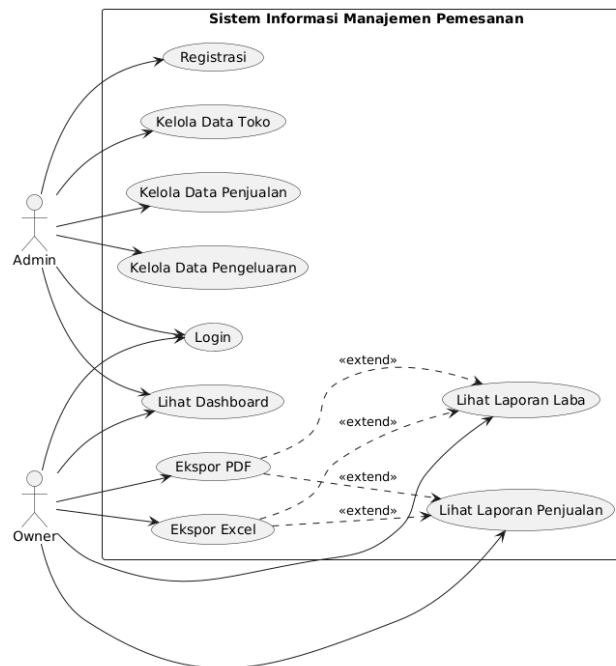 Sistem Informasi Manajemen Pemesanan
Registrasi
Kelola Data Toko
Kelola Data Penjualan
Admin
Kelola Data Pengeluaran
Login
«extend»
Lihat Dashboard
Lihat Laporan Laba
«extend»
Ekspor PDF
«extend»
Lihat Laporan Penjualan
«extend»
Ekspor Excel
Owner